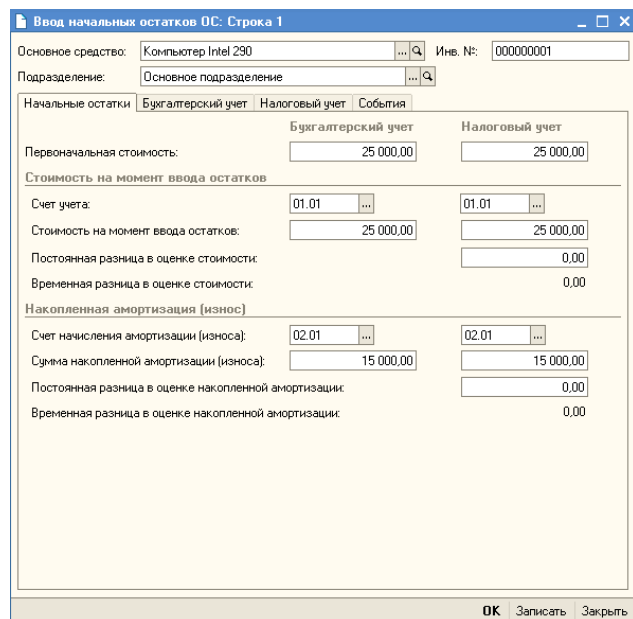 Ввод начальных остатков ОС: Строка 1
Основное средство: Компьютер Intel 290 ... Инв. №: 000000001
Подразделение: Основное подразделение ...
Начальные остатки Бухгалтерский учет Налоговый учет События
Бухгалтерский учет Налоговый учет
Первоначальная стоимость: 25 000,00 25 000,00
Стоимость на момент ввода остатков
Счет учета: 01.01 ... 01.01 ...
Стоимость на момент ввода остатков: 25 000,00 25 000,00
Постоянная разница в оценке стоимости: 0,00
Временная разница в оценке стоимости: 0,00
Накопленная амортизация (износ)
Счет начисления амортизации (износа): 02.01 ... 02.01 ...
Сумма накопленной амортизации (износа): 15 000,00 15 000,00
Постоянная разница в оценке накопленной амортизации: 0,00
Временная разница в оценке накопленной амортизации: 0,00
OK Записать Закрыть